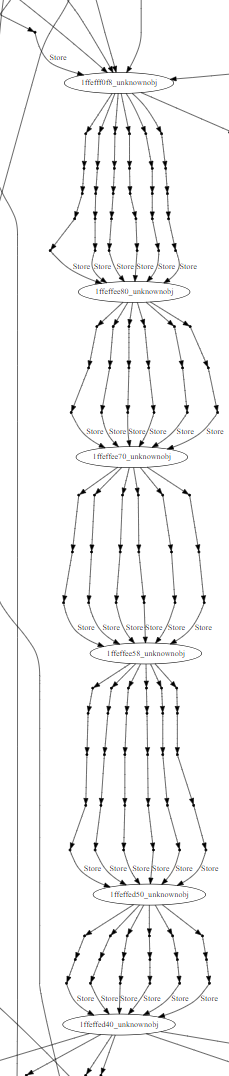 Store
1ffefff0f8_unknownobj
Store Store Store Store Store Store
1ffeffee80_unknownobj
Store Store Store Store Store Store
1ffeffee70_unknownobj
Store Store Store Store Store Store
1ffeffee58_unknownobj
Store Store Store Store Store Store
1ffeffed50_unknownobj
Store Store Store Store Store Store
1ffeffed40_unknownobj